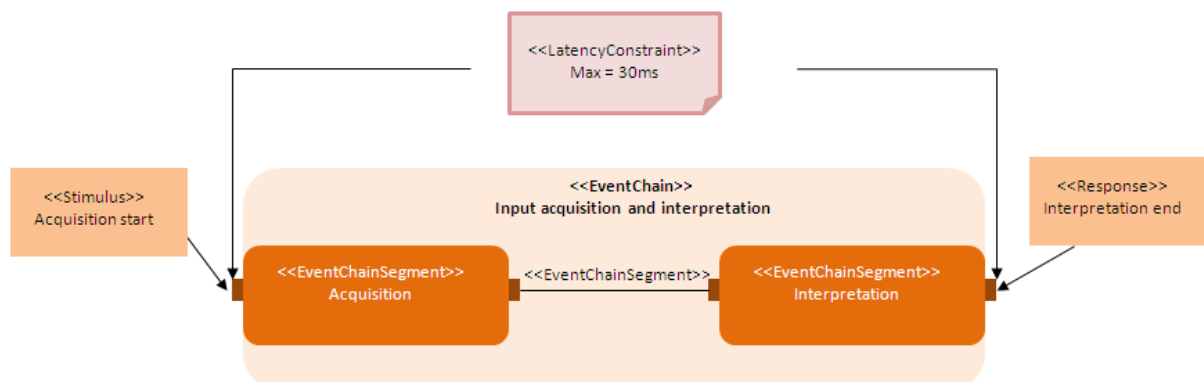 <<LatencyConstraint>>
Max = 30ms
<<Stimulus>>
Acquisition start
<<EventChain>>
Input acquisition and interpretation
<<Response>>
Interpretation end
<<EventChainSegment>>
Acquisition
<<EventChainSegment>>
<<EventChainSegment>>
Interpretation